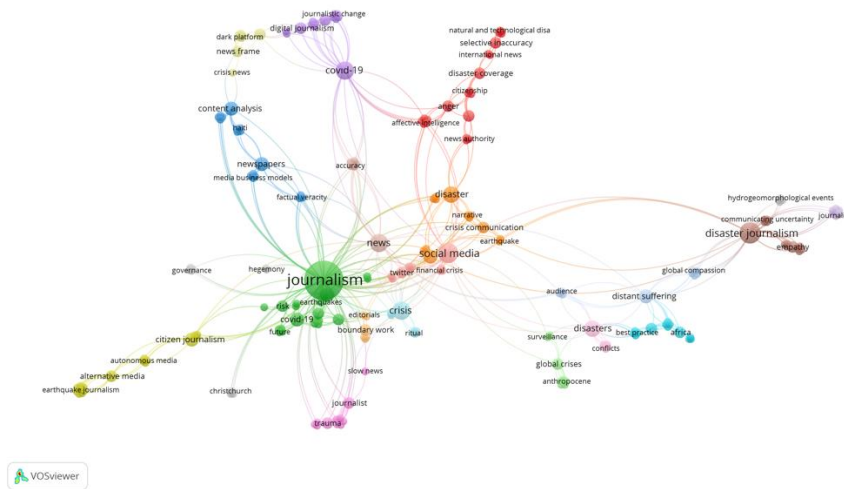 journalistic change
digital journalism
dark platform
news frame
covid-19
crisis news
content analysis
nazi
newspapers
media business models
factual veracity
accuracy
natural and technological disa
selective inaccuracy
international news
disaster coverage
citizenship
anger
affective intelligence
news authority
disaster
narrative
crisis communication
earthquake
news
social media
twitter
financial crisis
governance
hegemony
journalism
earthquakes
risk
covid-19
future
editorials
boundary work
crisis
ritual
slow news
journalist
trauma
christchurch
citizen journalism
autonomous media
alternative media
earthquake journalism
hydrogeomorphological events
journal
communicating uncertainty
disaster journalism
empathy
global compassion
audience
distant suffering
disasters
best practice
africa
surveillance
conflicts
global crises
anthropocene
VOSviewer